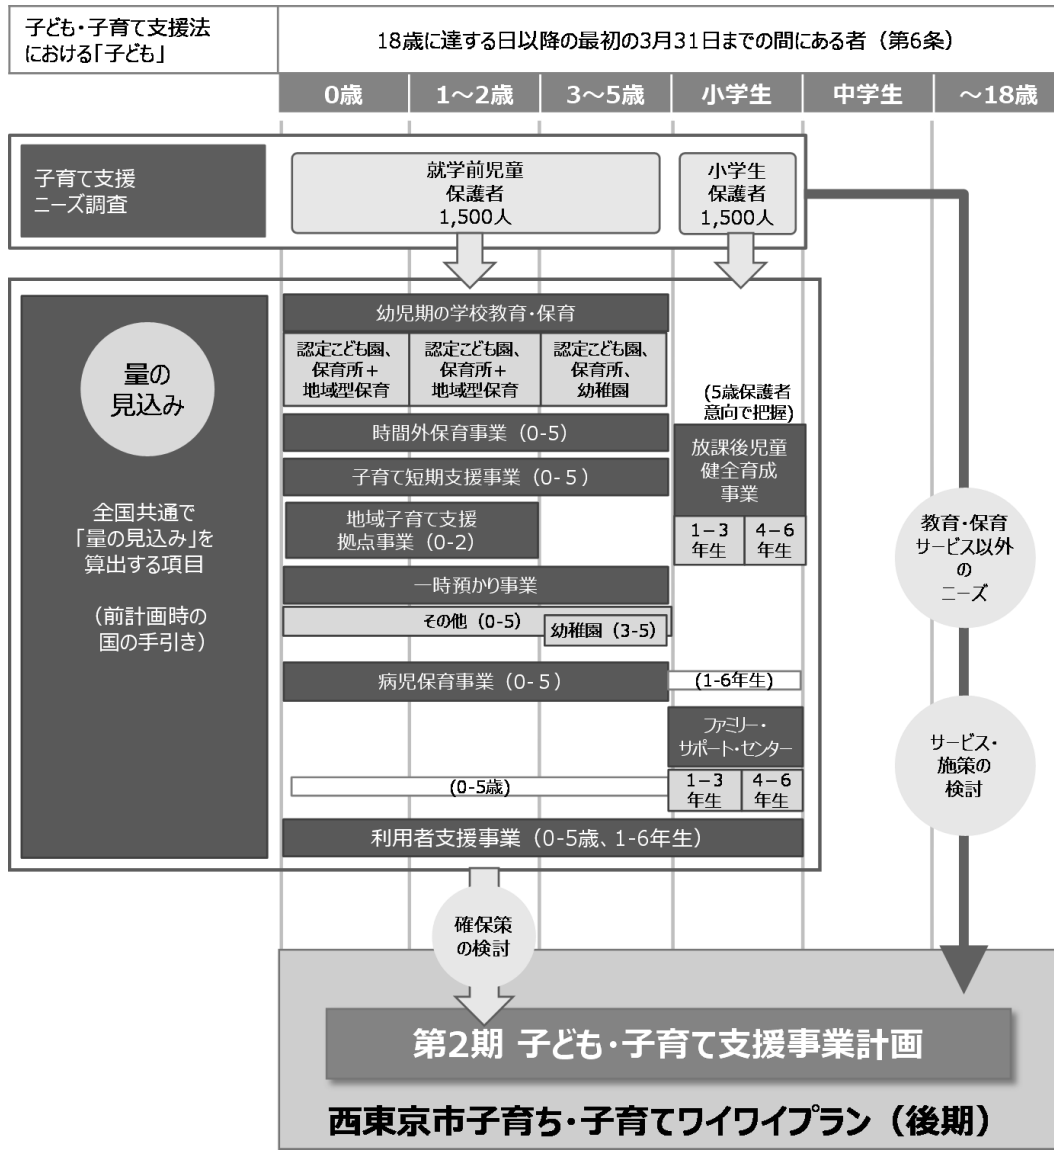 子ども・子育て支援法
における「子ども」
18歳に達する日以降の最初の3月31日までの間にある者（第6条）
0歳
1～2歳
3～5歳
小学生
中学生
～18歳
子育て支援
ニーズ調査
就学前児童
保護者
1,500人
小学生
保護者
1,500人
量の
見込み
全国共通で
「量の見込み」を
算出する項目
（前計画時の
国の手引き）
幼児期の学校教育・保育
認定こども園、
保育所＋
地域型保育
認定こども園、
保育所＋
地域型保育
認定こども園、
保育所、
幼稚園
時間外保育事業（0-5）
子育て短期支援事業（0-5）
地域子育て支援
拠点事業（0-2）
一時預かり事業
その他（0-5）
幼稚園（3-5）
病児保育事業（0-5）
(1-6年生)
(5歳保護者
意向で把握)
放課後児童
健全育成
事業
1－3
年生
4－6
年生
ファミリー・
サポート・センター
(0-5歳)
1－3
年生
4－6
年生
利用者支援事業（0-5歳、1-6年生）
教育・保育
サービス以外
の
ニーズ
サービス・
施策の
検討
確保策
の検討
第2期 子ども・子育て支援事業計画
西東京市子育ち・子育てワイワイプラン（後期）